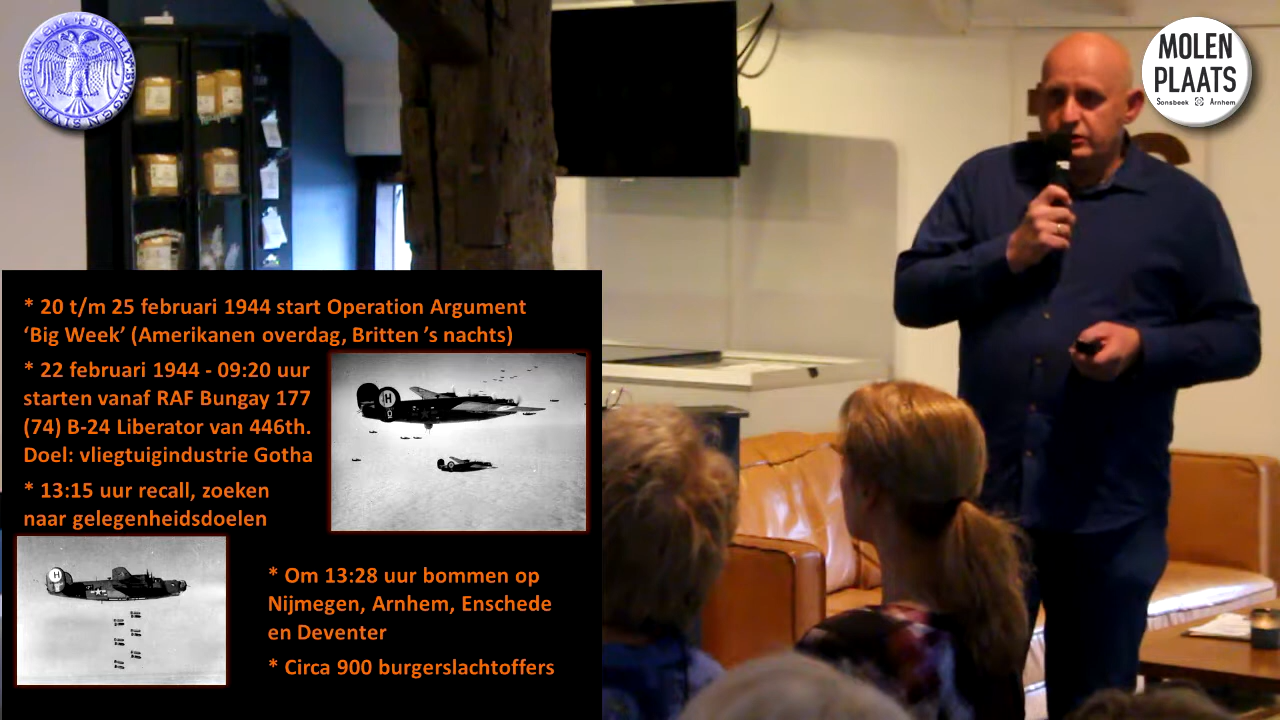 MOLEN
PLAATS
Sonsbeek Arnhem
* 20 t/m 25 februari 1944 start Operation Argument
‘Big Week’ (Amerikanen overdag, Britten ’s nachts)
* 22 februari 1944 - 09:20 uur
starten vanaf RAF Bungay 177
(74) B-24 Liberator van 446th.
Doel: vliegtuigindustrie Gotha
* 13:15 uur recall, zoeken
naar gelegenheidsdoelen
H
H
* Om 13:28 uur bommen op
Nijmegen, Arnhem, Enschede
en Deventer
* Circa 900 burgerslachtoffers